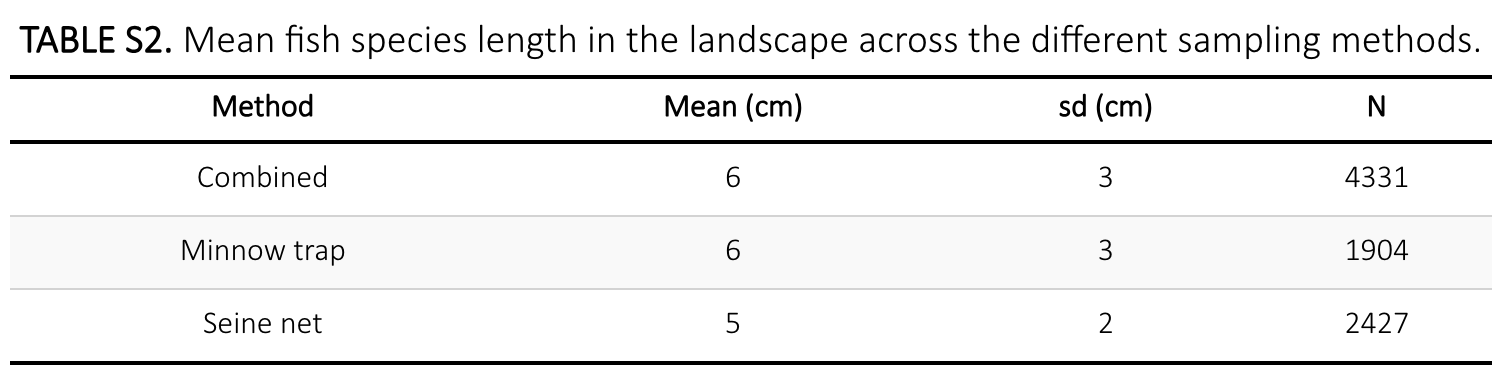 TABLE S2. Mean fish species length in the landscape across the different sampling methods.
Method Mean (cm) sd (cm) N
Combined 6 3 4331
Minnow trap 6 3 1904
Seine net 5 2 2427